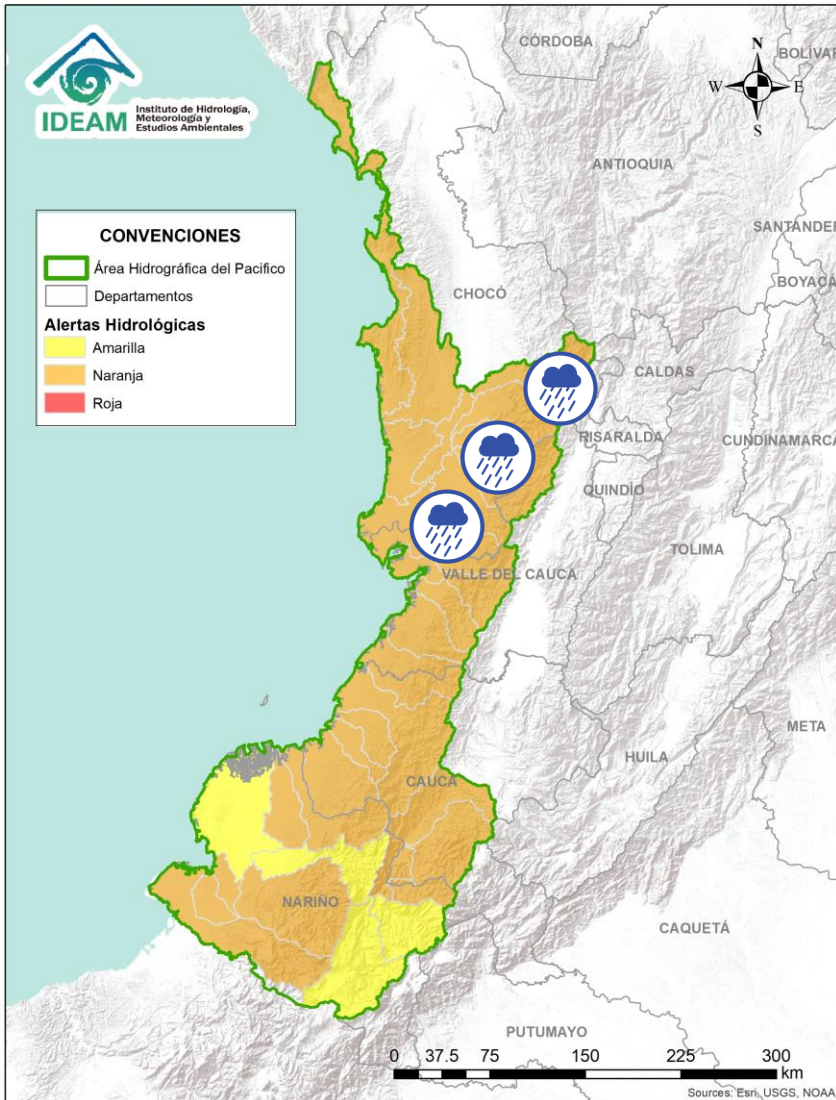 IDEAM
Instituto de Hidrología,
Meteorología y
Estudios Ambientales
CÓRDOBA
BOLÍVAR
N
W
E
S
ANTIOQUIA
SANTANDER
BOYACÁ
CONVENCIONES
Área Hidrográfica del Pacifico
Departamentos
Alertas Hidrológicas
Amarilla
Naranja
Roja
CHOCÓ
CALDAS
RISARALDA
CUNDINAMARCA
QUINDÍO
TOLIMA
VALLE DEL CAUCA
META
HUILA
CAUCA
NARIÑO
CAQUETÁ
PUTUMAYO
0 37.5 75 150 225 300
km
Sources: Esri, USGS, NOAA